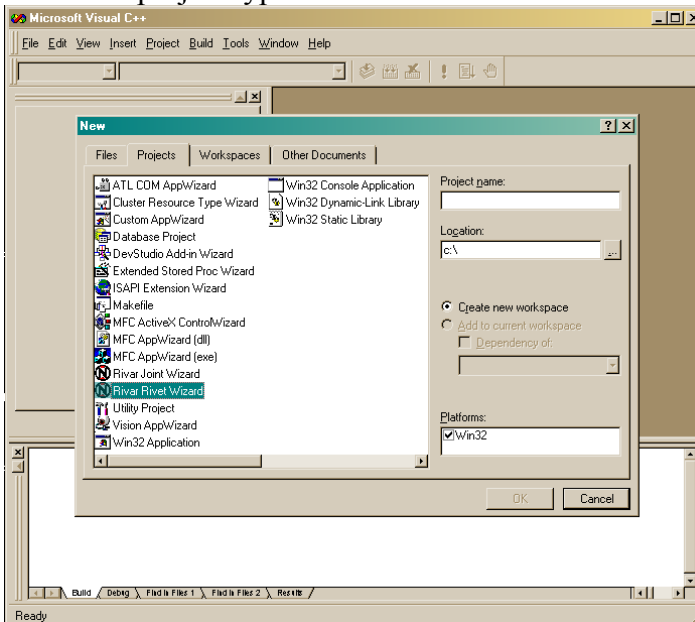 Microsoft Visual C++
File Edit View Insert Project Build Tools Window Help
New
Files Projects Workspaces Other Documents
ATL COM AppWizard
Cluster Resource Type Wizard
Custom AppWizard
Database Project
DevStudio Add-in Wizard
Extended Stored Proc Wizard
ISAPI Extension Wizard
Makefile
MFC ActiveX ControlWizard
MFC AppWizard (dll)
MFC AppWizard (exe)
Rivar Joint Wizard
Rivar Rivet Wizard
Utility Project
Vision AppWizard
Win32 Application
Win32 Console Application
Win32 Dynamic-Link Library
Win32 Static Library
Project name:
Location:
c:\
...
Create new workspace
Add to current workspace
Dependency of:
Platforms:
Win32
OK Cancel
Build Debug Find in Files 1 Find in Files 2 Results
Ready